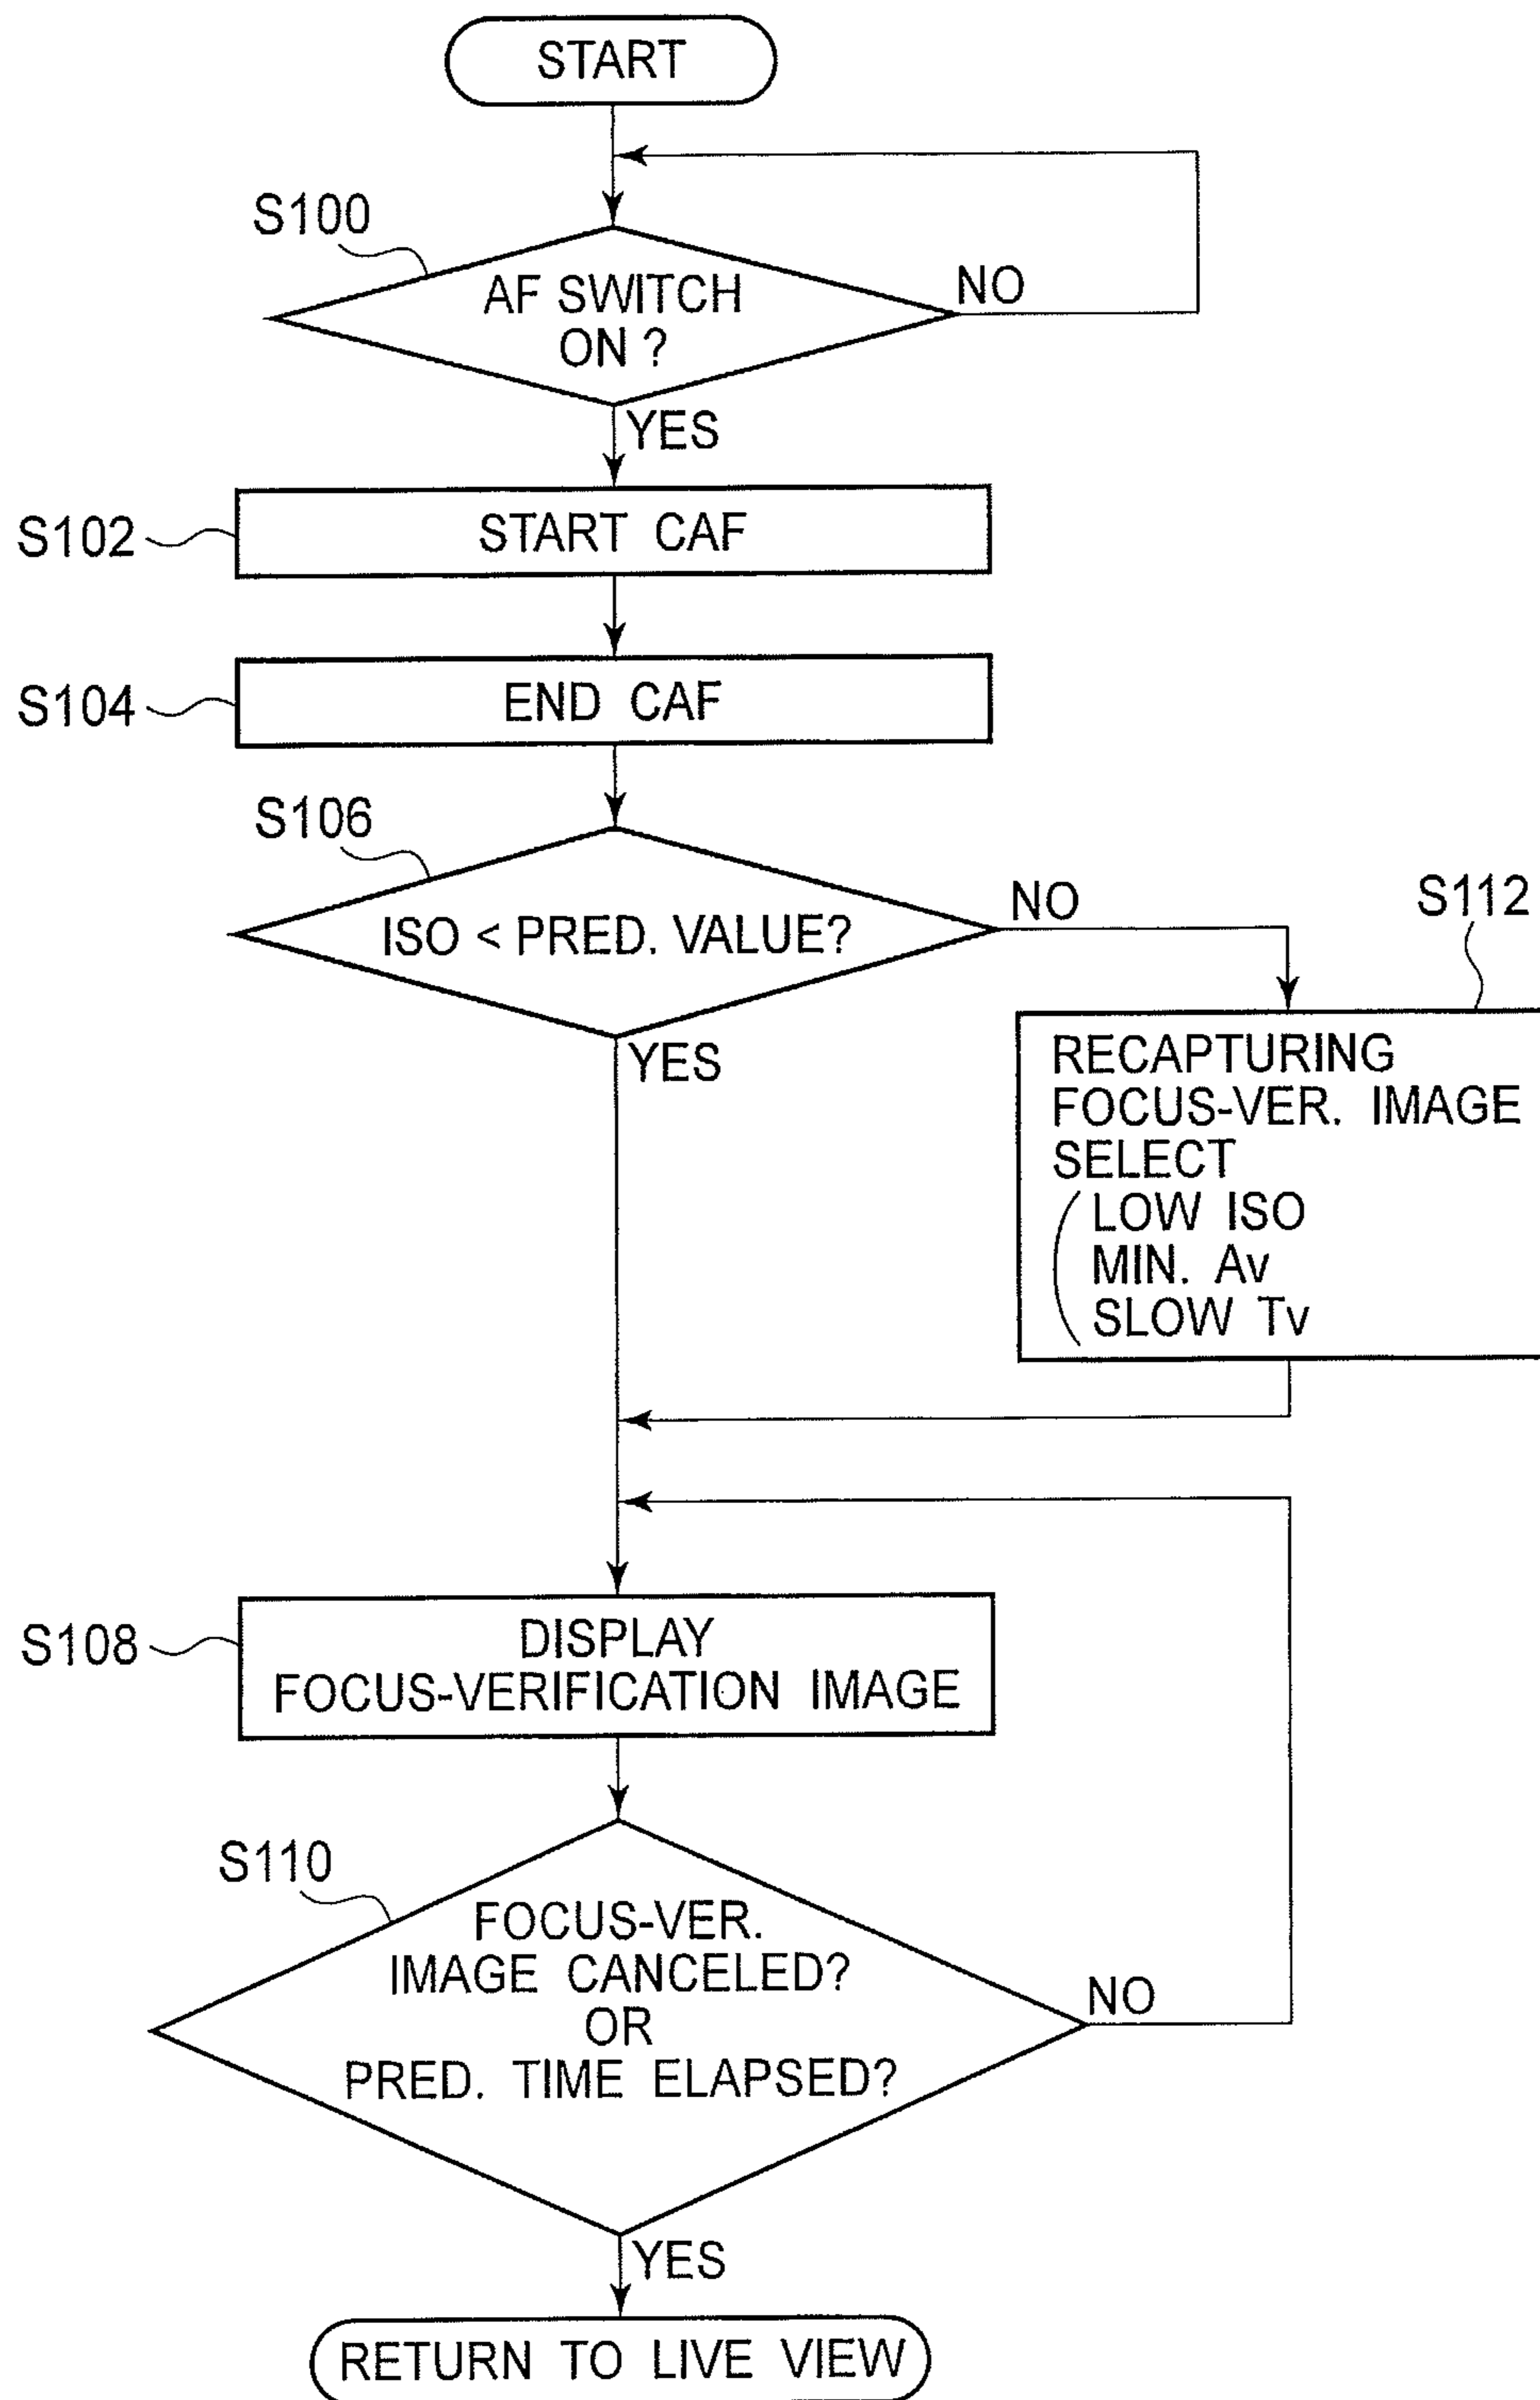 START
S100
AF SWITCH
ON ?
NO
YES
S102
START CAF
S104
END CAF
S106
ISO < PRED. VALUE?
NO
YES
S112
RECAPTURING
FOCUS-VER. IMAGE
SELECT
LOW ISO
MIN. Av
SLOW Tv
S108
DISPLAY
FOCUS-VERIFICATION IMAGE
S110
FOCUS-VER.
IMAGE CANCELED?
OR
PRED. TIME ELAPSED?
NO
YES
RETURN TO LIVE VIEW